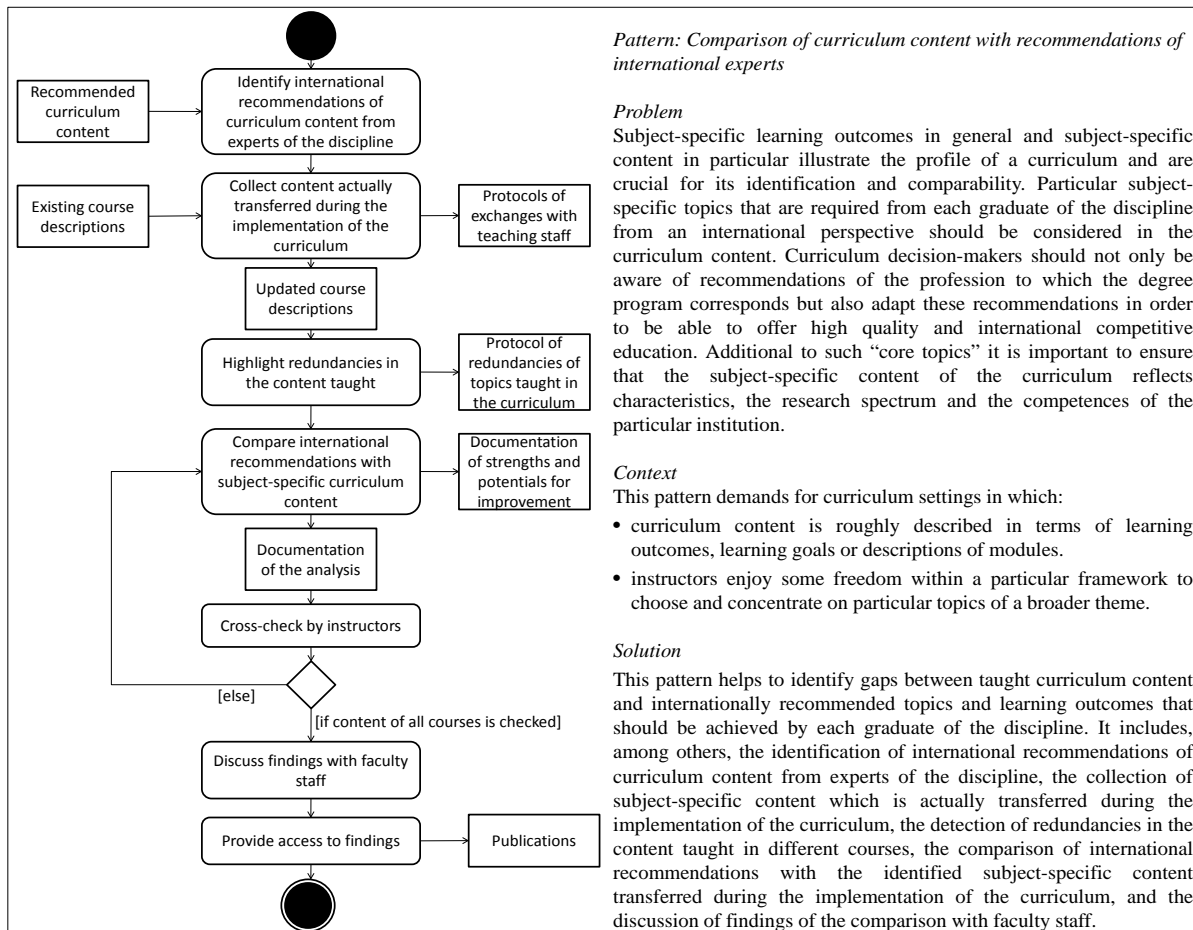 Recommended
curriculum
content
Identify international
recommendations of
curriculum content from
experts of the discipline
Existing course
descriptions
Collect content actually
transferred during the
implementation of the
curriculum
Protocols of
exchanges with
teaching staff
Updated course
descriptions
Highlight redundancies in
the content taught
Protocol of
redundancies of
topics taught in
the curriculum
Compare international
recommendations with
subject-specific curriculum
content
Documentation
of strengths and
potentials for
improvement
Documentation
of the analysis
Cross-check by instructors
[else]
[if content of all courses is checked]
Discuss findings with faculty
staff
Provide access to findings
Publications
Pattern: Comparison of curriculum content with recommendations of
international experts
Problem
Subject-specific learning outcomes in general and subject-specific
content in particular illustrate the profile of a curriculum and are
crucial for its identification and comparability. Particular subject-
specific topics that are required from each graduate of the discipline
from an international perspective should be considered in the
curriculum content. Curriculum decision-makers should not only be
aware of recommendations of the profession to which the degree
program corresponds but also adapt these recommendations in order
to be able to offer high quality and international competitive
education. Additional to such “core topics” it is important to ensure
that the subject-specific content of the curriculum reflects
characteristics, the research spectrum and the competences of the
particular institution.
Context
This pattern demands for curriculum settings in which:
• curriculum content is roughly described in terms of learning
outcomes, learning goals or descriptions of modules.
• instructors enjoy some freedom within a particular framework to
choose and concentrate on particular topics of a broader theme.
Solution
This pattern helps to identify gaps between taught curriculum content
and internationally recommended topics and learning outcomes that
should be achieved by each graduate of the discipline. It includes,
among others, the identification of international recommendations of
curriculum content from experts of the discipline, the collection of
subject-specific content which is actually transferred during the
implementation of the curriculum, the detection of redundancies in the
content taught in different courses, the comparison of international
recommendations with the identified subject-specific content
transferred during the implementation of the curriculum, and the
discussion of findings of the comparison with faculty staff.